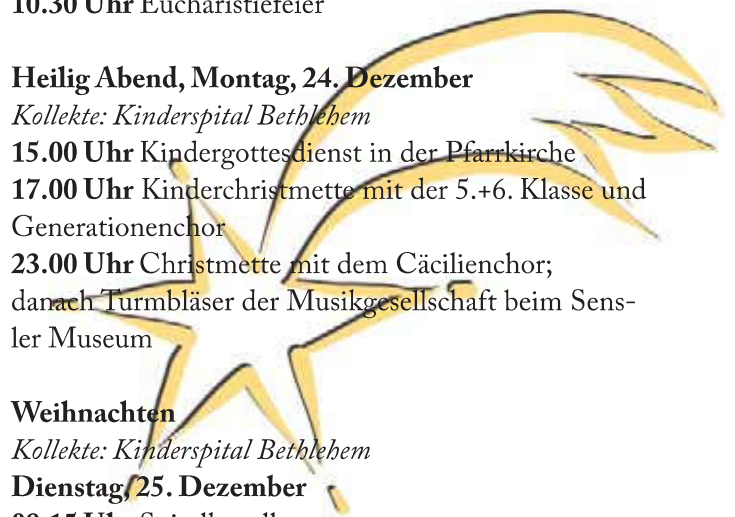 10.30 Uhr Eucharistiefeier
Heilig Abend, Montag, 24. Dezember
Kollekte: Kinderspital Bethlehem
15.00 Uhr Kindergottesdienst in der Pfarrkirche
17.00 Uhr Kinderchristmette mit der 5.+6. Klasse und
Generationenchor
23.00 Uhr Christmette mit dem Cäcilienchor;
danach Turmbläser der Musikgesellschaft beim Sens-
ler Museum
Weihnachten
Kollekte: Kinderspital Bethlehem
Dienstag, 25. Dezember
Uhr